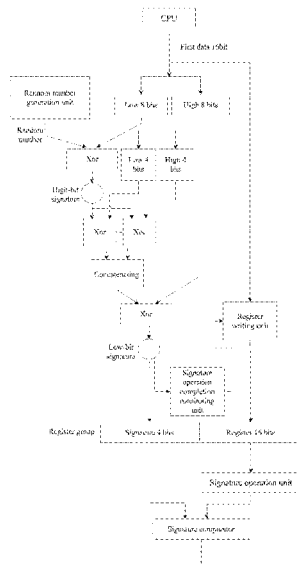 CPU
First data 16bit
Random number
generation unit
Low 8 bits
High 8 bits
Random
number
Xor
Low 4
bits
High 4
bits
High-bit
signature
Xor
Xor
Concatenating
Xor
Register
writing unit
Low-bit
signature
Signature
operation
completion
monitoring
unit
Register group
Signature 4 bits
Register 16 bits
Signature operation unit
Signature comparator